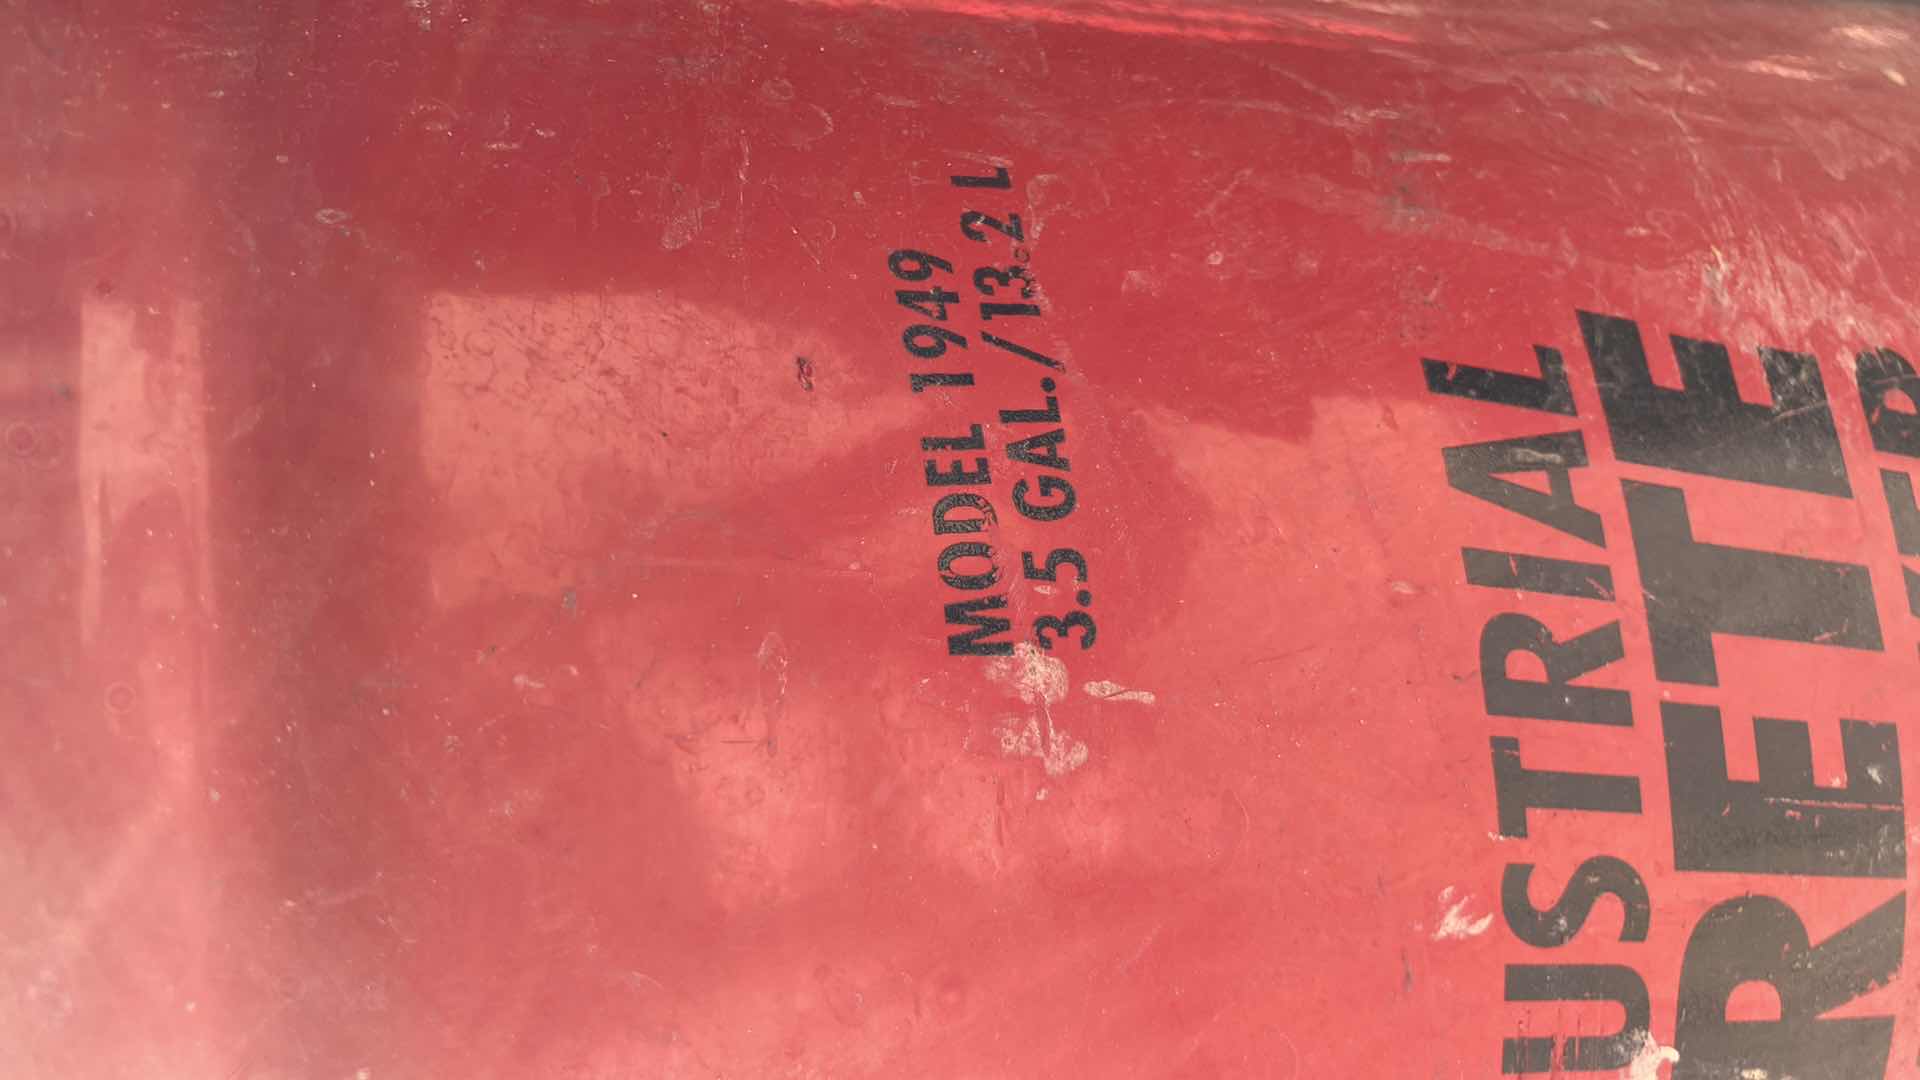 MODEL 1949
3.5 GAL./13.2 L
USTRIAL
RETE